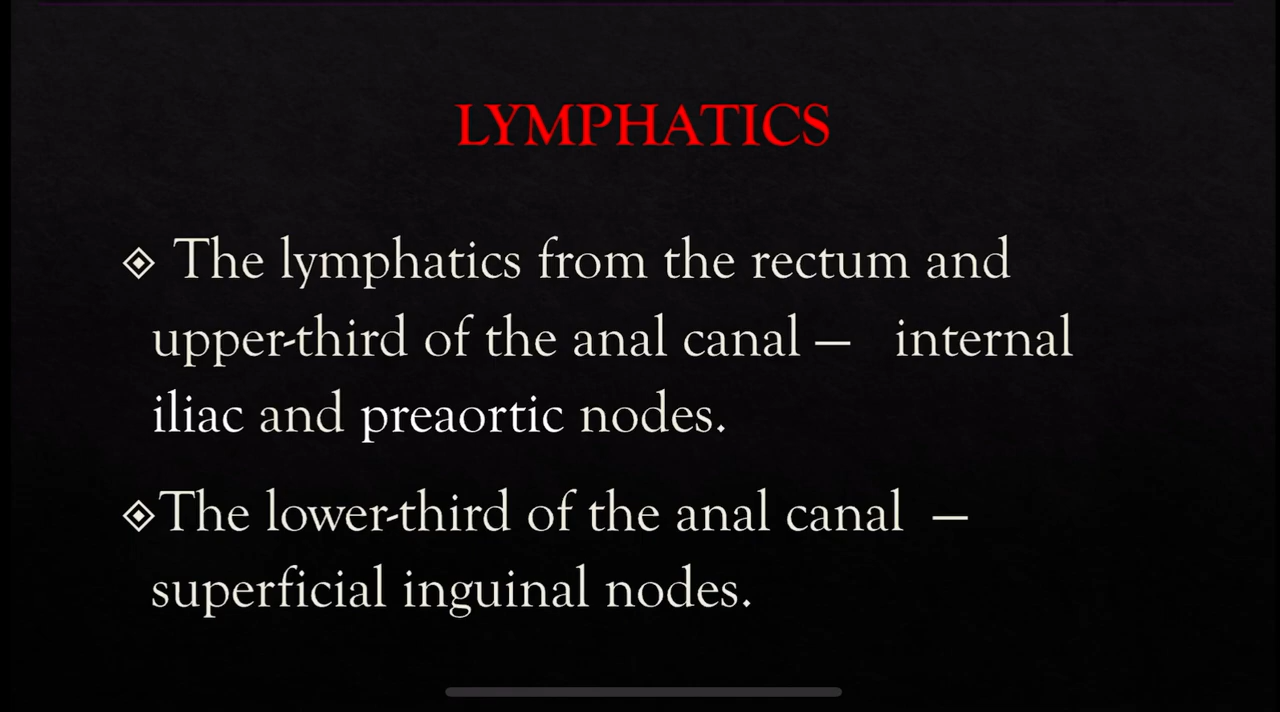 LYMPHATICS
The lymphatics from the rectum and
upper-third of the anal canal — internal
iliac and preaortic nodes.
The lower-third of the anal canal —
superficial inguinal nodes.